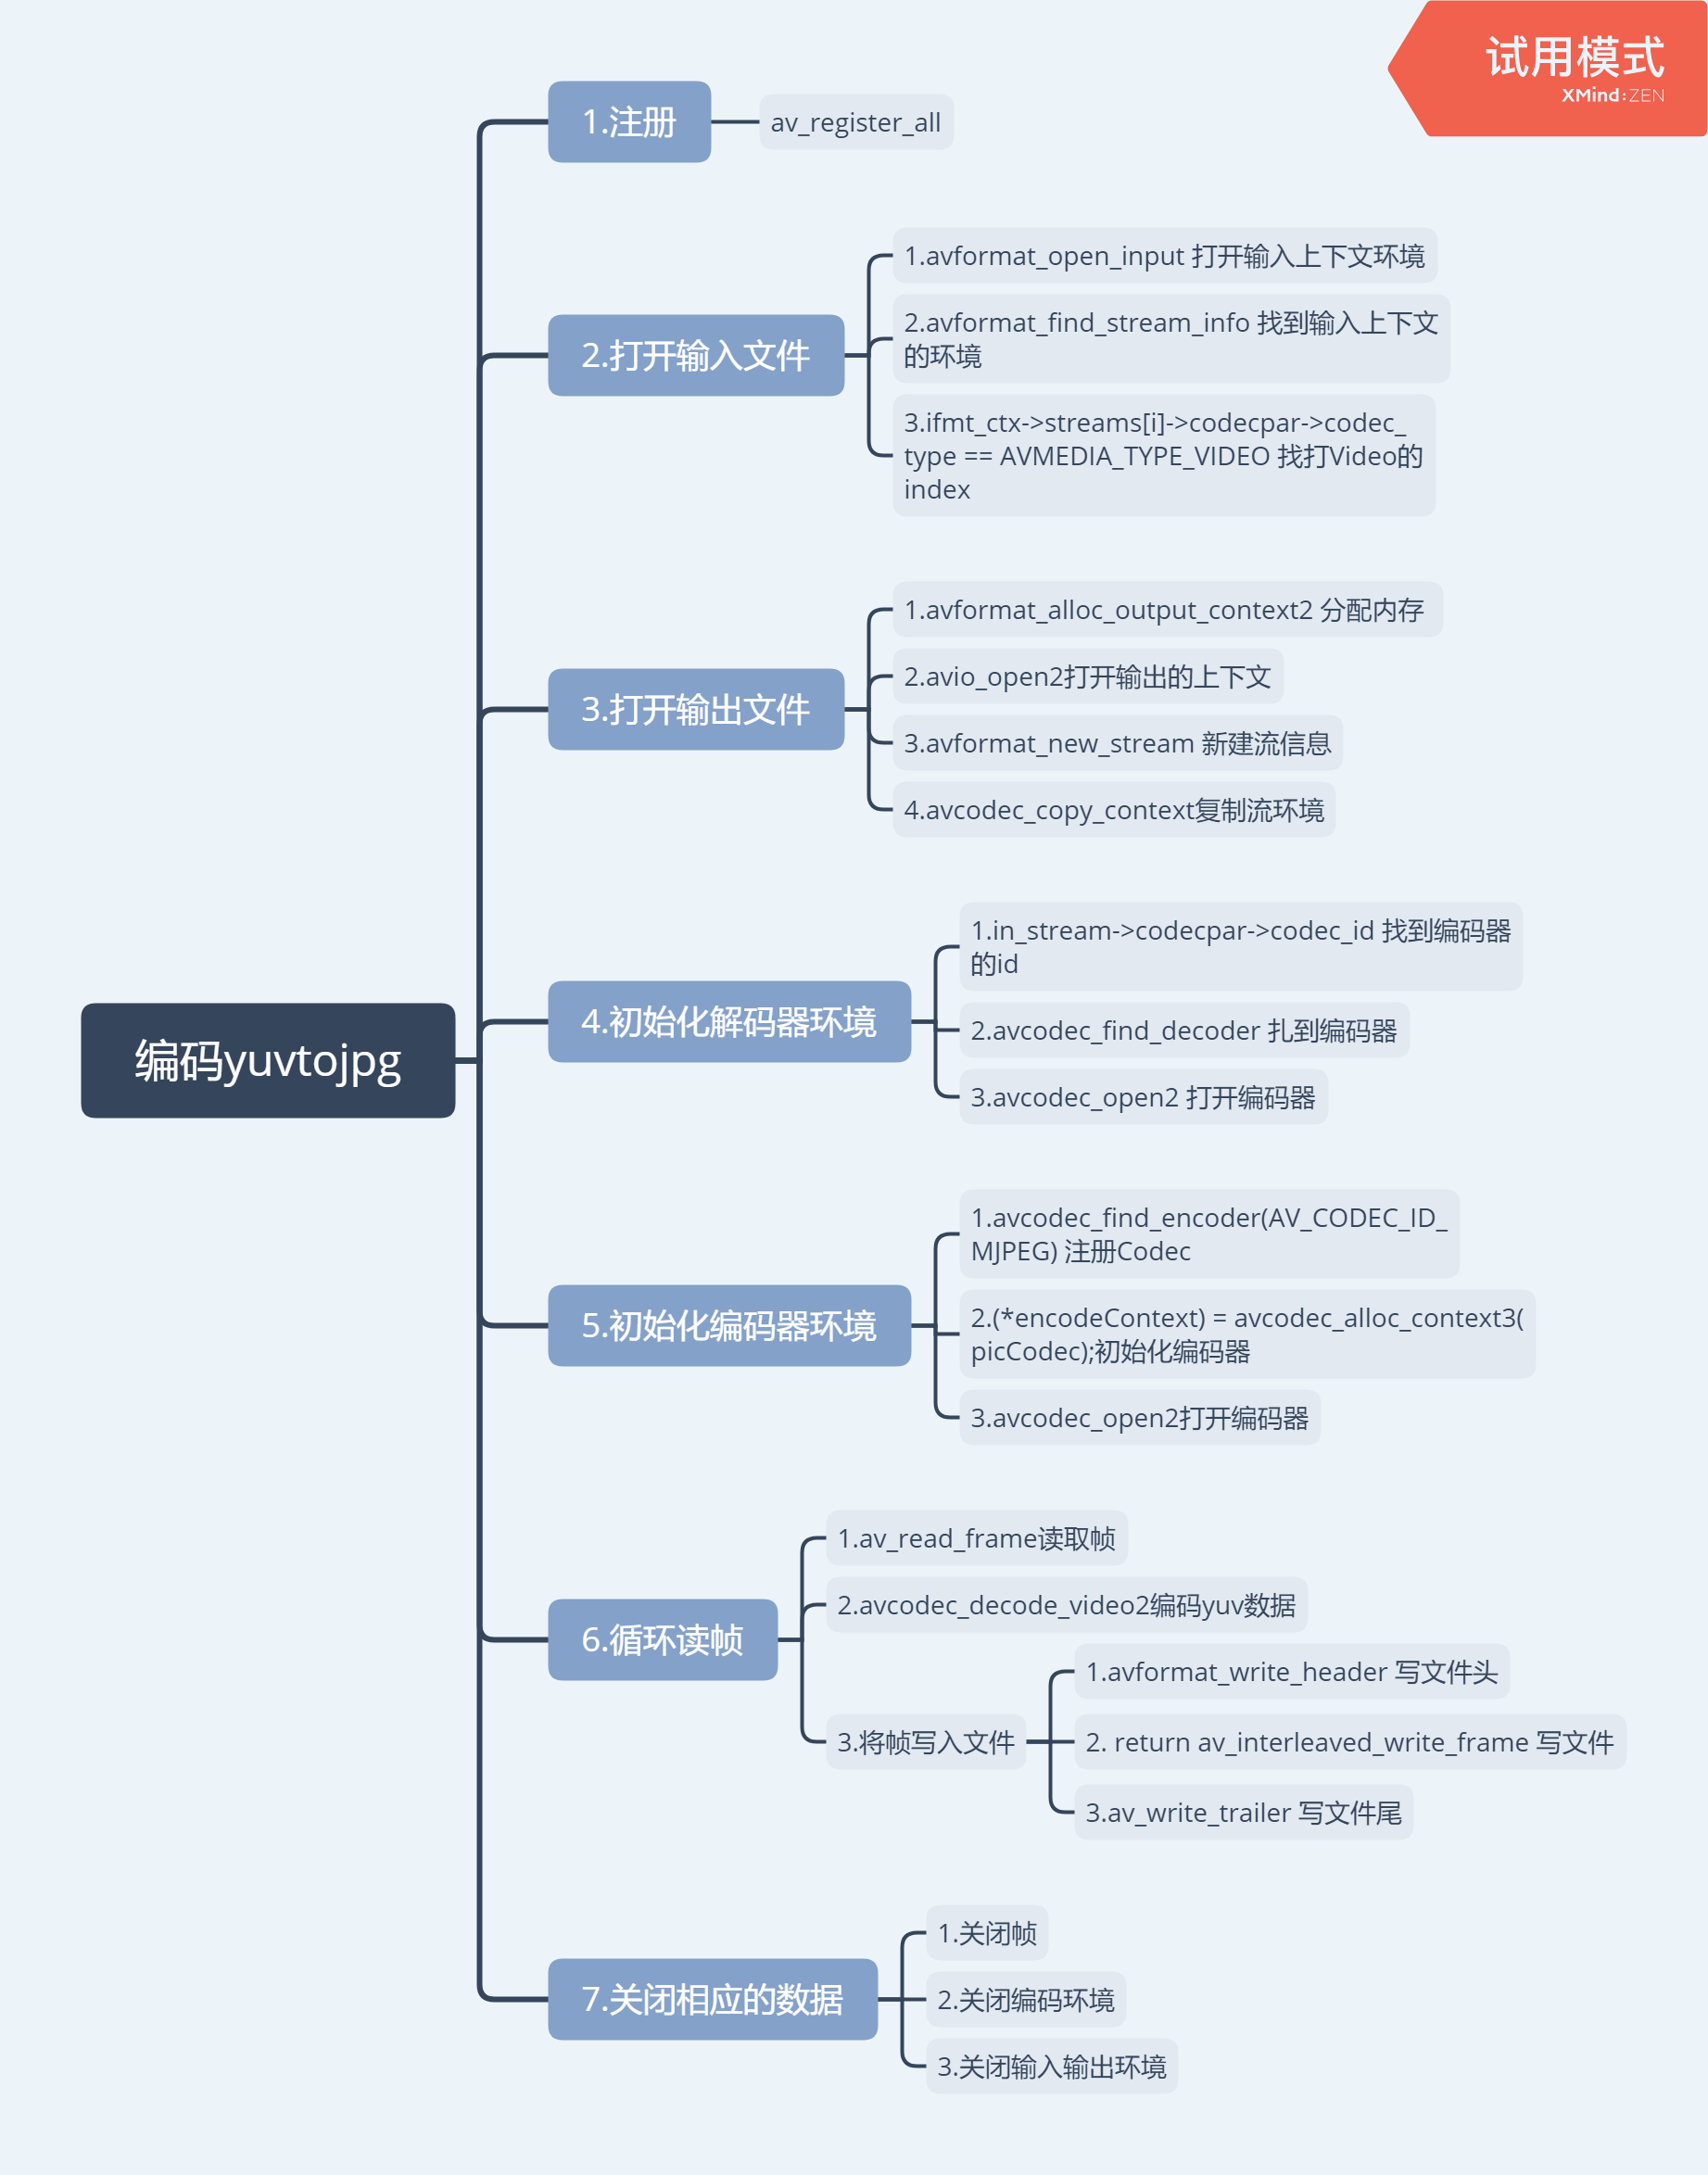 试用模式
XMind:ZEN
编码yuvtojpg
1.注册
av_register_all
2.打开输入文件
1.avformat_open_input 打开输入上下文环境
2.avformat_find_stream_info 找到输入上下文
的环境
3.ifmt_ctx->streams[i]->codecpar->codec_
type == AVMEDIA_TYPE_VIDEO 找打Video的
index
3.打开输出文件
1.avformat_alloc_output_context2 分配内存
2.avio_open2打开输出的上下文
3.avformat_new_stream 新建流信息
4.avcodec_copy_context复制流环境
4.初始化解码器环境
1.in_stream->codecpar->codec_id 找到编码器
的id
2.avcodec_find_decoder 扎到编码器
3.avcodec_open2 打开编码器
5.初始化编码器环境
1.avcodec_find_encoder(AV_CODEC_ID_
MJPEG) 注册Codec
2.(*encodeContext) = avcodec_alloc_context3(
picCodec);初始化编码器
3.avcodec_open2打开编码器
6.循环读帧
1.av_read_frame读取帧
2.avcodec_decode_video2编码yuv数据
3.将帧写入文件
1.avformat_write_header 写文件头
2. return av_interleaved_write_frame 写文件
3.av_write_trailer 写文件尾
7.关闭相应的数据
1.关闭帧
2.关闭编码环境
3.关闭输入输出环境